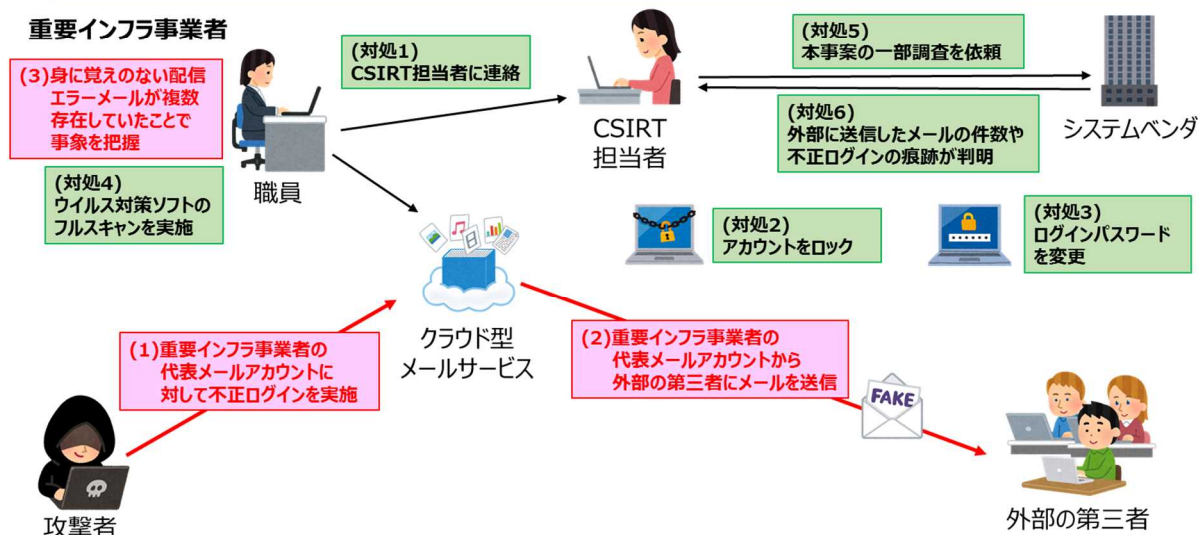 重要インフラ事業者
(3)身に覚えのない配信
エラーメールが複数
存在していたことで
事象を把握
(対処4)
ウイルス対策ソフトの
フルスキャンを実施
職員
(対処1)
CSIRT担当者に連絡
CSIRT
担当者
(対処5)
本事案の一部調査を依頼
(対処6)
外部に送信したメールの件数や
不正ログインの痕跡が判明
システムベンダ
(対処2)
アカウントをロック
(対処3)
ログインパスワード
を変更
クラウド型
メールサービス
(1)重要インフラ事業者の
代表メールアカウントに
対して不正ログインを実施
(2)重要インフラ事業者の
代表メールアカウントから
外部の第三者にメールを送信
FAKE
攻撃者
外部の第三者